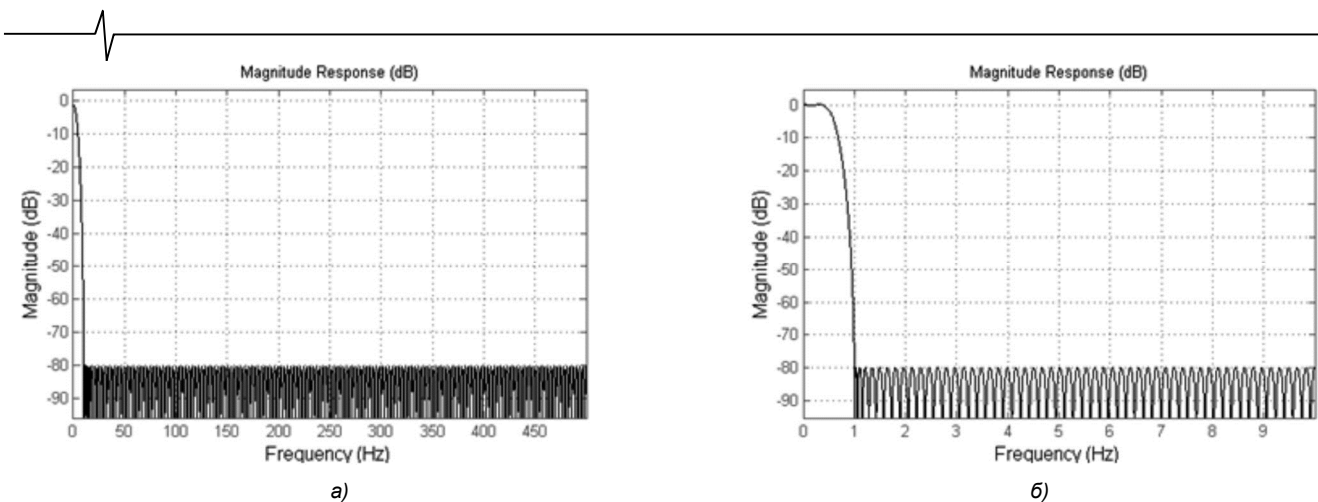 Magnitude Response (dB)
Magnitude (dB)
0
-10
-20
-30
-40
-50
-60
-70
-80
-90
0 50 100 150 200 250 300 350 400 450
Frequency (Hz)
а)
Magnitude Response (dB)
Magnitude (dB)
0
-10
-20
-30
-40
-50
-60
-70
-80
-90
0 1 2 3 4 5 6 7 8 9
Frequency (Hz)
б)